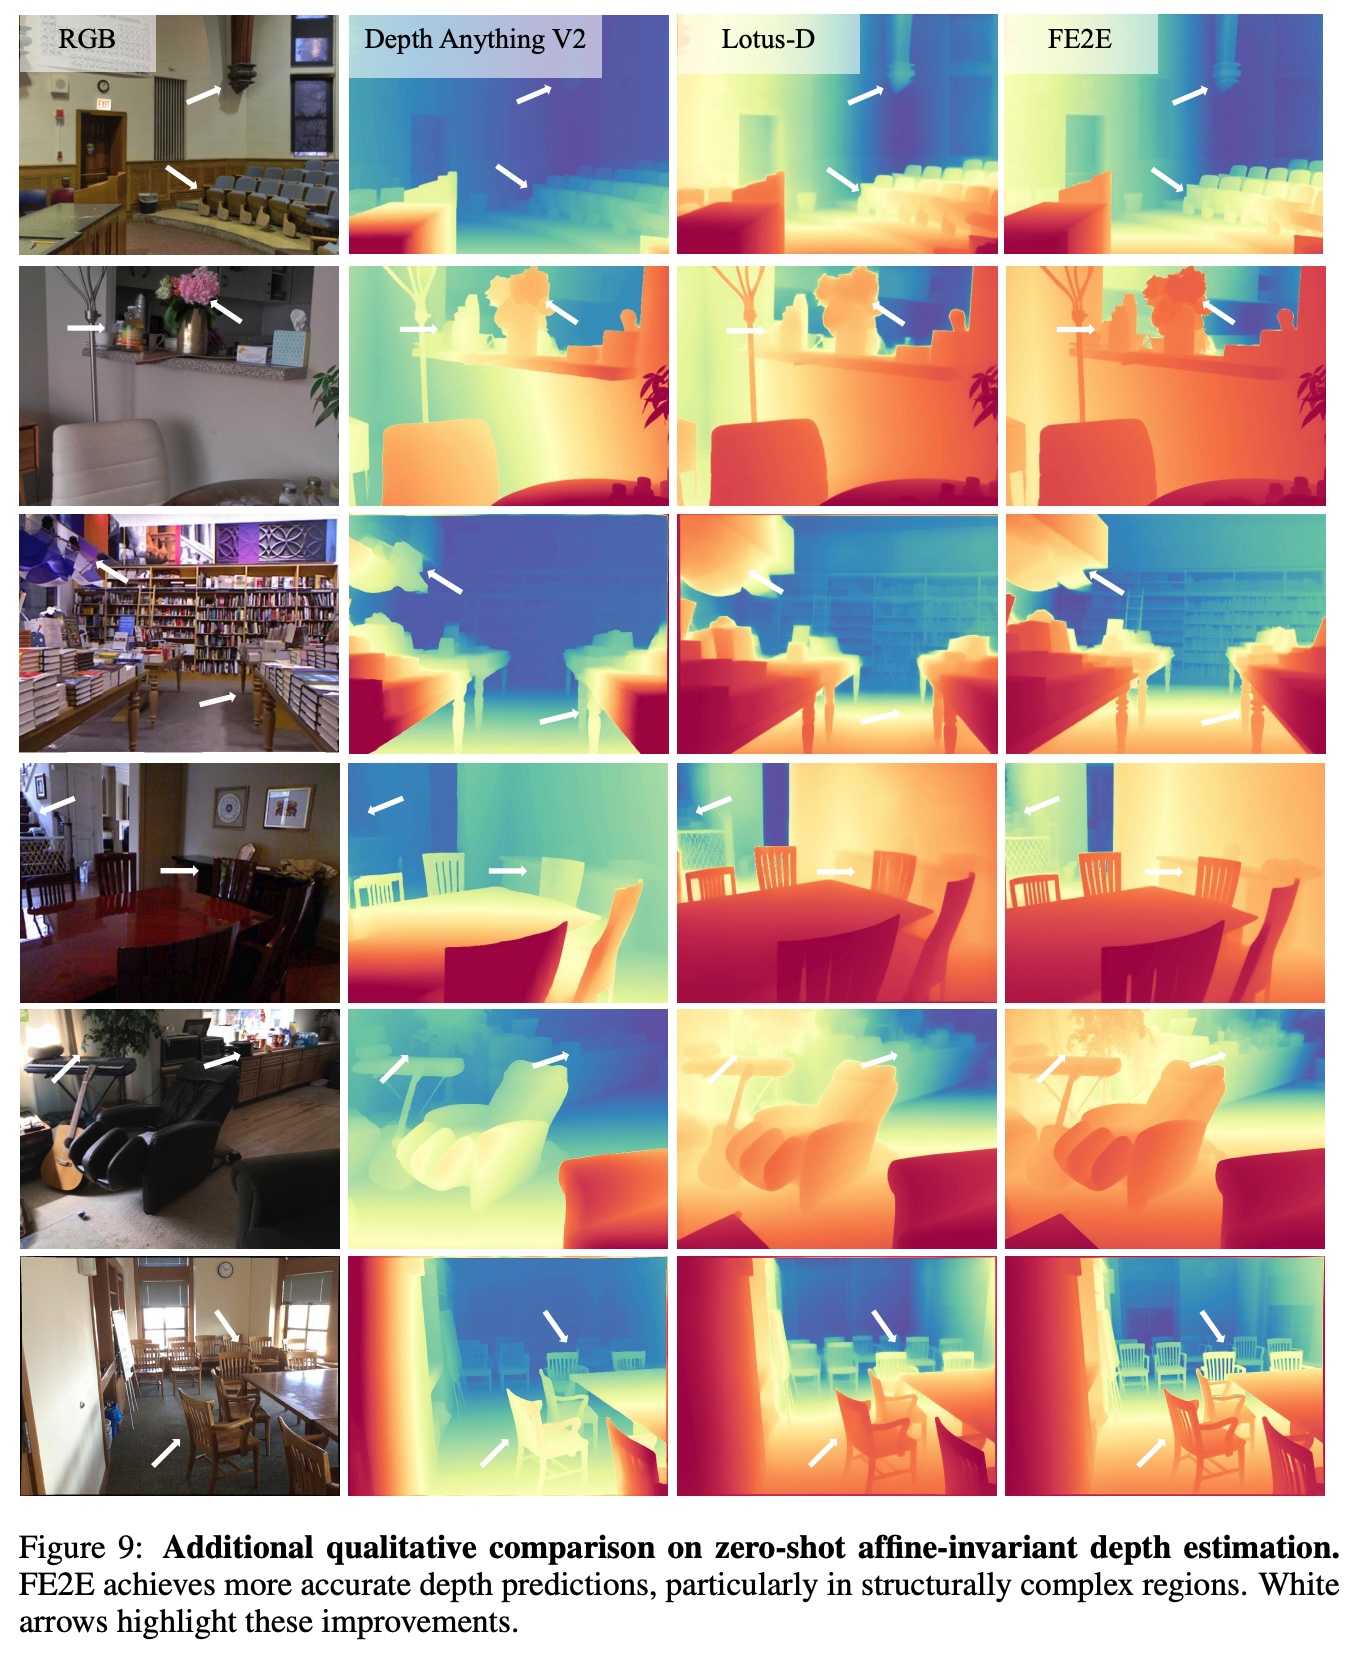 RGB
Depth Anything V2
Lotus-D
FE2E
EXIT
Figure 9: Additional qualitative comparison on zero-shot affine-invariant depth estimation.
FE2E achieves more accurate depth predictions, particularly in structurally complex regions. White
arrows highlight these improvements.